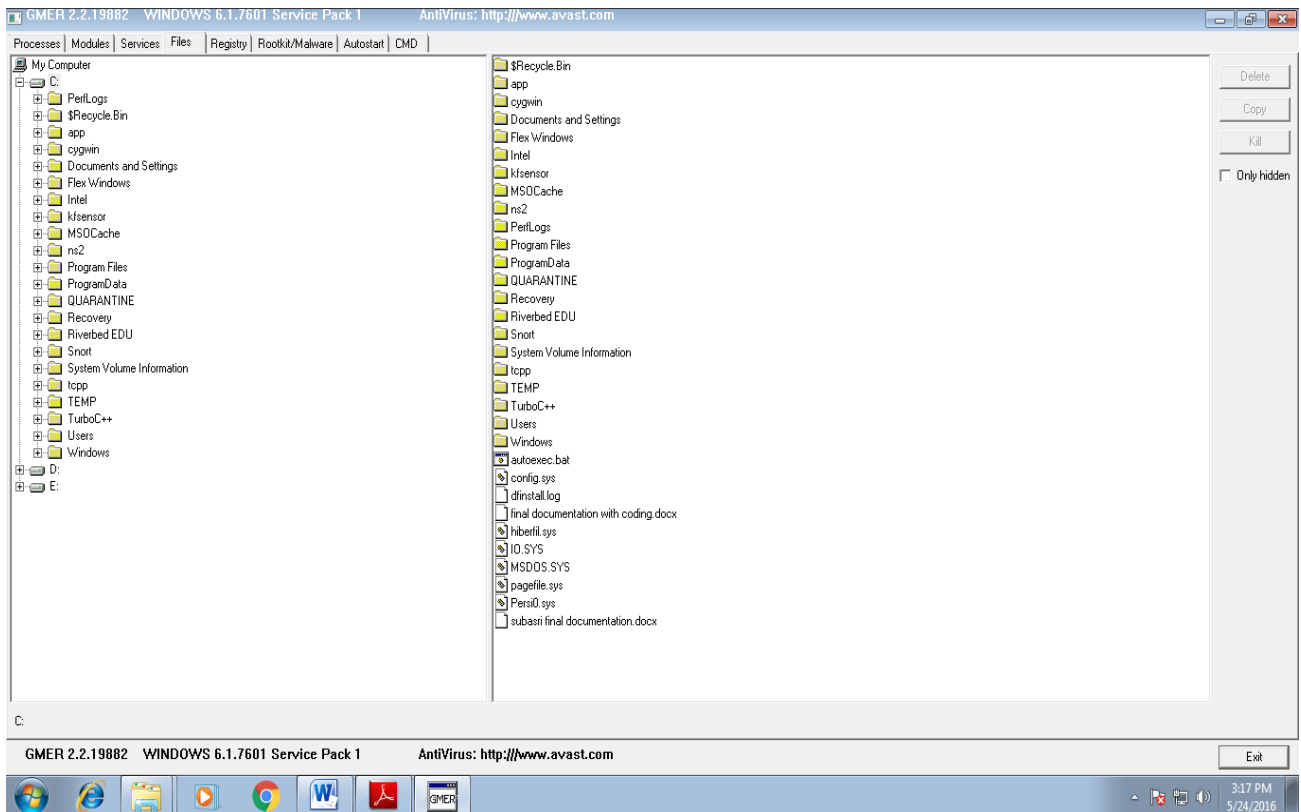 GMER 2.2.19882 WINDOWS 6.1.7601 Service Pack 1 AntiVirus: http:///www.avast.com
Processes Modules Services Files Registry Rootkit/Malware Autostart CMD
My Computer
C:
PerfLogs
$Recycle.Bin
app
cygwin
Documents and Settings
Flex Windows
Intel
kfsensor
MSOCache
ns2
Program Files
ProgramData
QUARANTINE
Recovery
Riverbed EDU
Snort
System Volume Information
tcpp
TEMP
TurboC++
Users
Windows
D:
E:
$Recycle.Bin
app
cygwin
Documents and Settings
Flex Windows
Intel
kfsensor
MSOCache
ns2
PerfLogs
Program Files
ProgramData
QUARANTINE
Recovery
Riverbed EDU
Snort
System Volume Information
tcpp
TEMP
TurboC++
Users
Windows
autoexec.bat
config.sys
dfinstall.log
final documentation with coding.docx
hiberfil.sys
IO.SYS
MSDOS.SYS
pagefile.sys
Persi0.sys
subasri final documentation.docx
Delete
Copy
Kill
Only hidden
C:
GMER 2.2.19882 WINDOWS 6.1.7601 Service Pack 1 AntiVirus: http:///www.avast.com
Exit
GMER
3:17 PM
5/24/2016